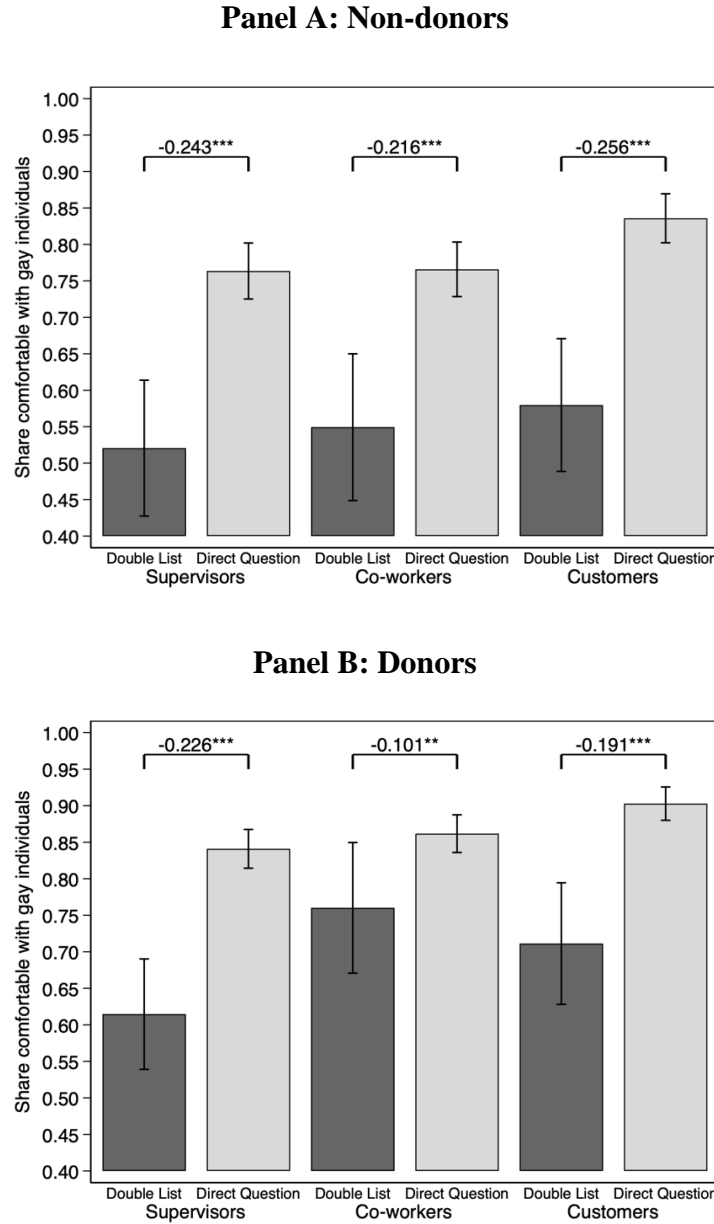 Panel A: Non-donors
Share comfortable with gay individuals
1.00
0.95
0.90
0.85
0.80
0.75
0.70
0.65
0.60
0.55
0.50
0.45
0.40
-0.243*** -0.216*** -0.256***
Double List Direct Question Double List Direct Question Double List Direct Question
Supervisors Co-workers Customers
Panel B: Donors
Share comfortable with gay individuals
1.00
0.95
0.90
0.85
0.80
0.75
0.70
0.65
0.60
0.55
0.50
0.45
0.40
-0.226*** -0.101** -0.191***
Double List Direct Question Double List Direct Question Double List Direct Question
Supervisors Co-workers Customers